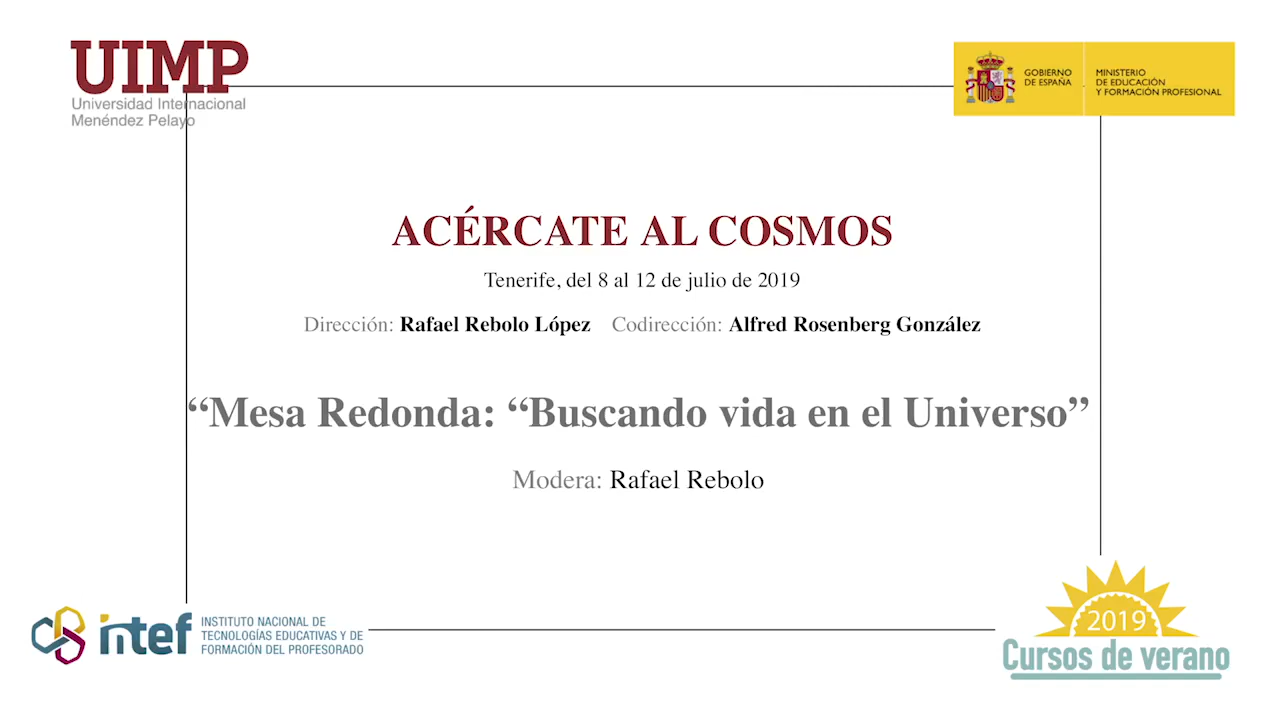 UIMP
Universidad Internacional
Menéndez Pelayo
GOBIERNO
DE ESPAÑA
MINISTERIO
DE EDUCACIÓN
Y FORMACIÓN PROFESIONAL
ACÉRCATE AL COSMOS
Tenerife, del 8 al 12 de julio de 2019
Dirección: Rafael Rebolo López Codirección: Alfred Rosenberg González
“Mesa Redonda: “Buscando vida en el Universo”
Modera: Rafael Rebolo
intef
INSTITUTO NACIONAL DE
TECNOLOGÍAS EDUCATIVAS Y DE
FORMACIÓN DEL PROFESORADO
2019
Cursos de verano